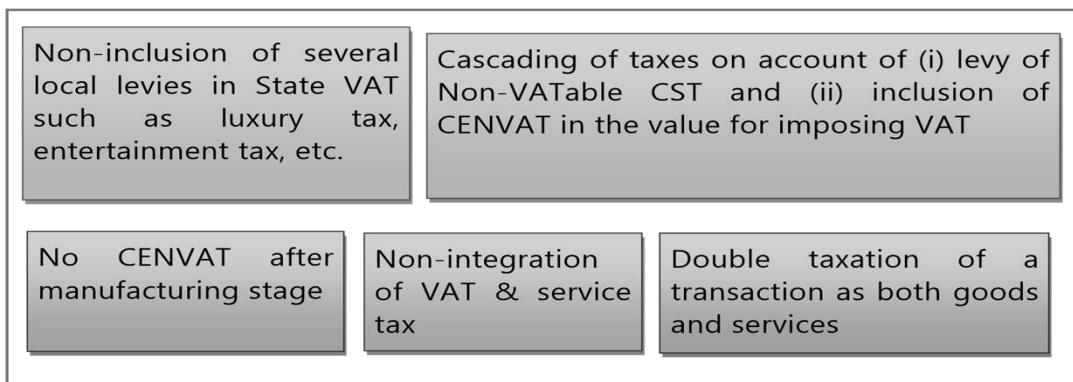 Non-inclusion of several
local levies in State VAT
such as luxury tax,
entertainment tax, etc.
Cascading of taxes on account of (i) levy of
Non-VATable CST and (ii) inclusion of
CENVAT in the value for imposing VAT
No CENVAT after
manufacturing stage
Non-integration
of VAT & service
tax
Double taxation of a
transaction as both goods
and services